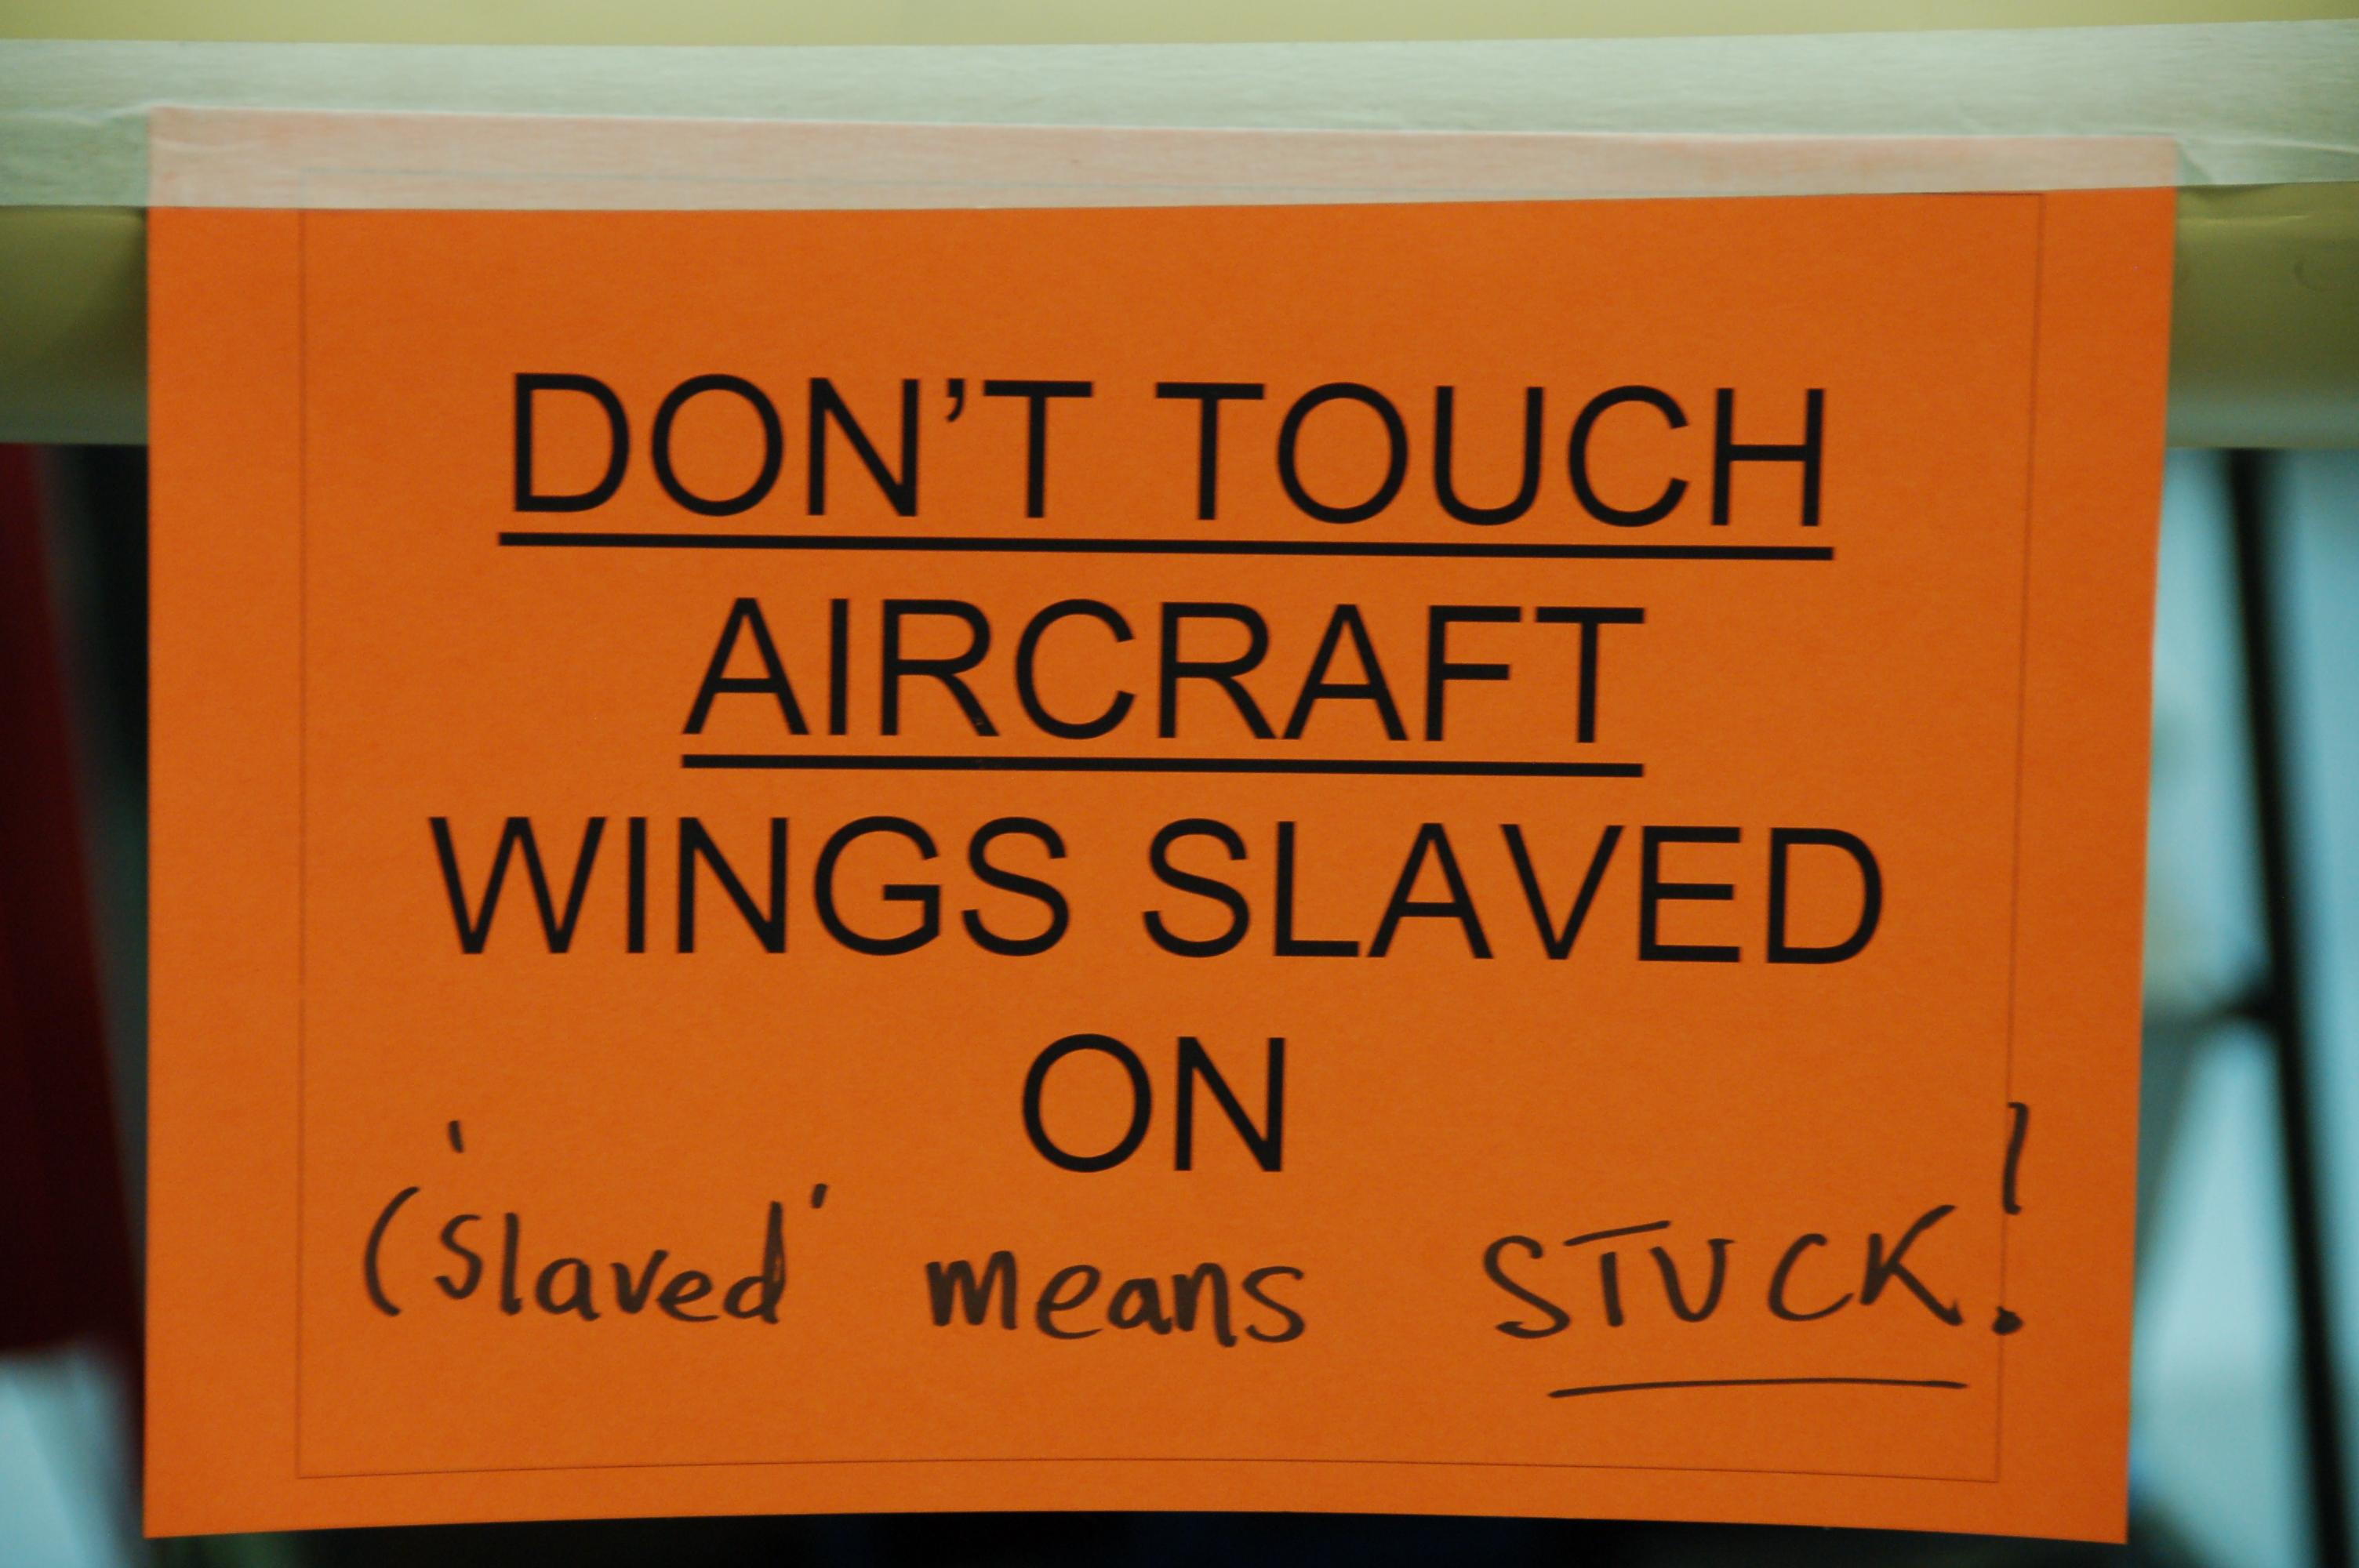 DON’T TOUCH
AIRCRAFT
WINGS SLAVED
ON
('slaved' means STUCK!